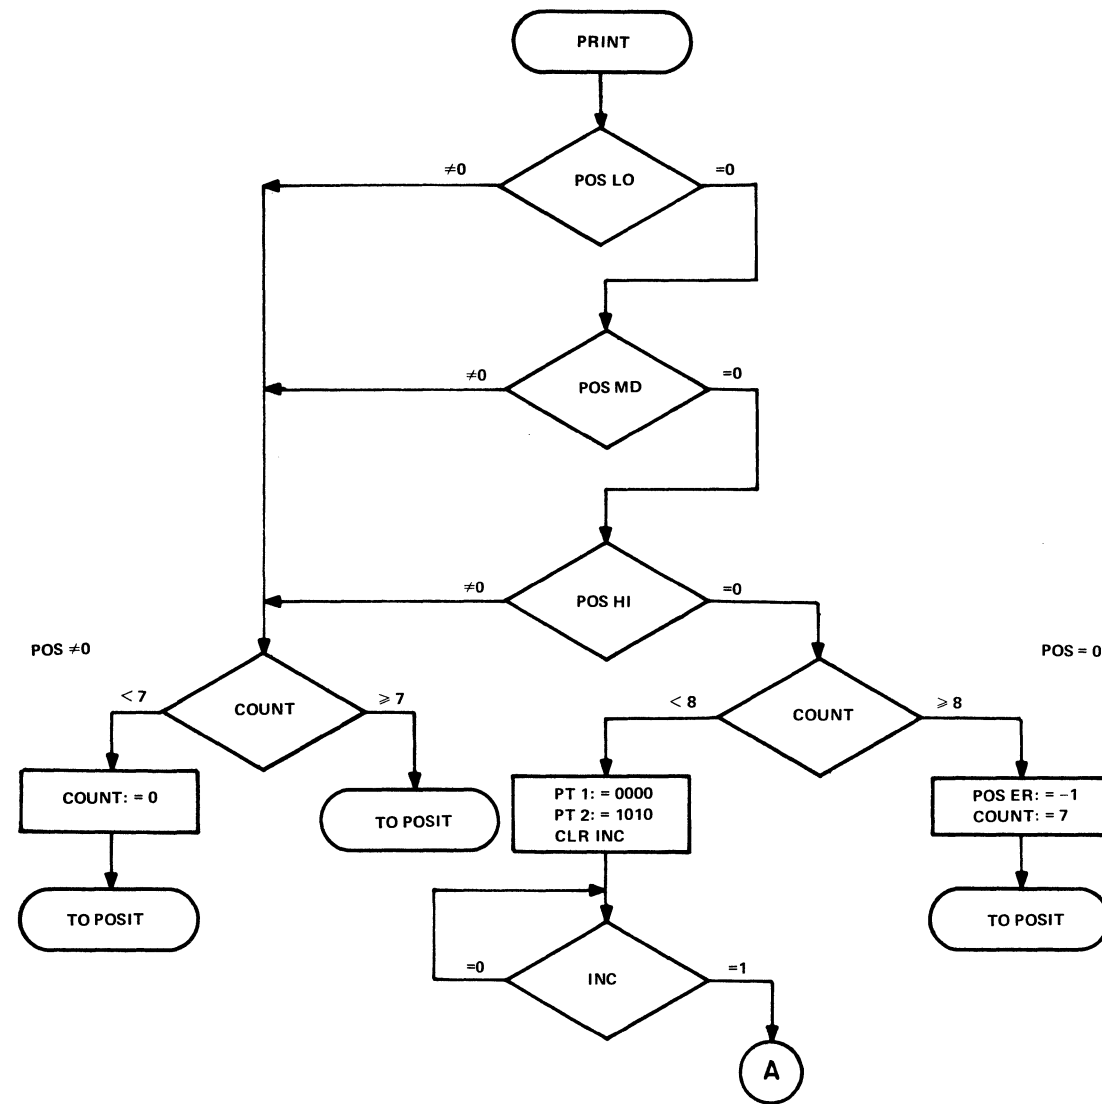 PRINT
≠0
=0
POS LO
≠0
=0
POS MD
≠0
=0
POS HI
POS ≠0
POS = 0
< 7
COUNT
⩾ 7
< 8
COUNT
⩾ 8
COUNT: = 0
TO POSIT
PT 1: = 0000
PT 2: = 1010
CLR INC
POS ER: = –1
COUNT: = 7
TO POSIT
TO POSIT
=0
INC
=1
A